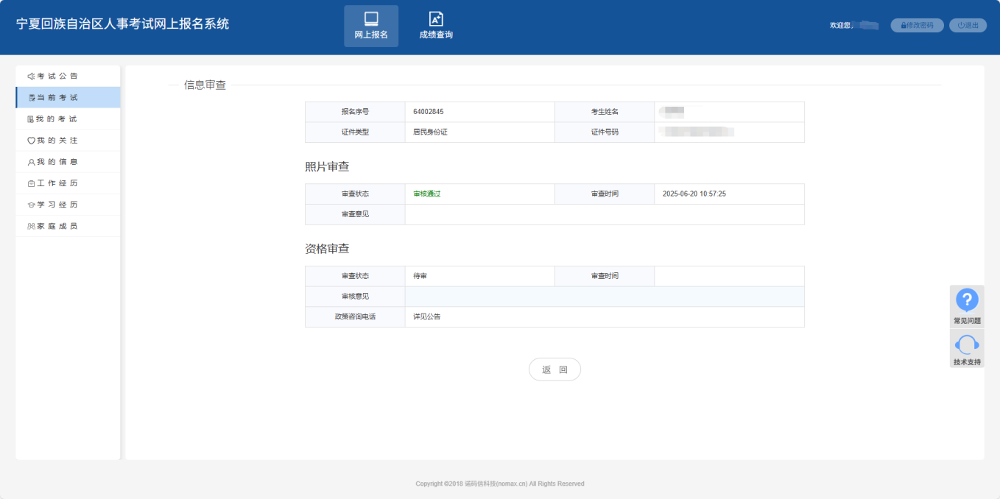 宁夏回族自治区人事考试网上报名系统
网上报名
成绩查询
欢迎您,
修改密码
退出
考试公告
当前考试
我的考试
我的关注
我的信息
工作经历
学习经历
家庭成员
信息审查
报名序号 64002845 考生姓名
证件类型 居民身份证 证件号码
照片审查
审查状态 审核通过 审查时间 2025-06-20 10:57:25
审查意见
资格审查
审查状态 待审 审查时间
审核意见
政策咨询电话 详见公告
返 回
常见问题
技术支持
Copyright ©2018 诺码信科技(nomax.cn) All Rights Reserved